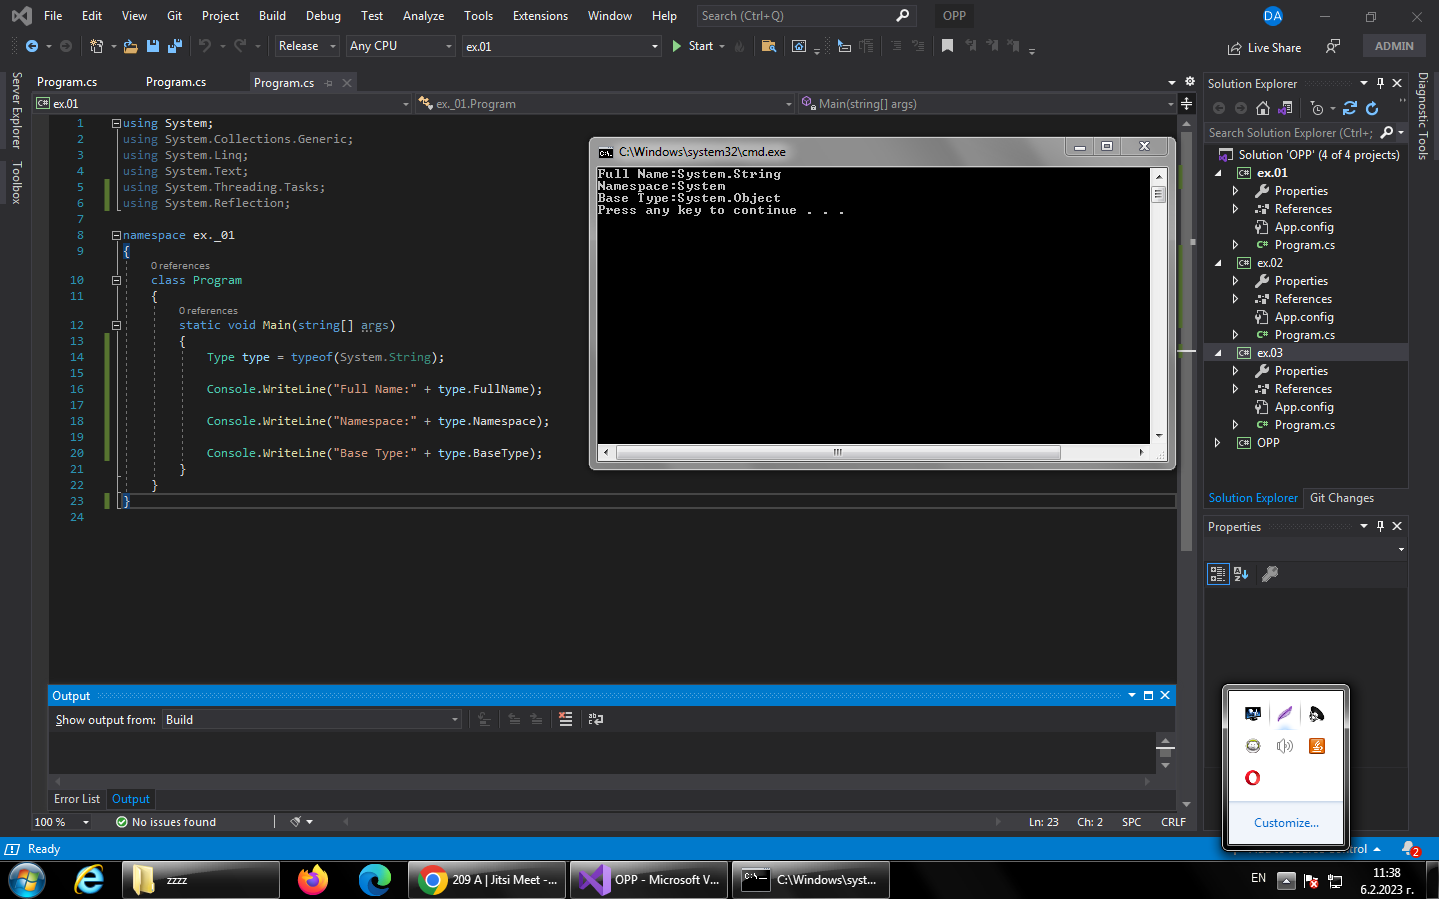 File Edit View Git Project Build Debug Test Analyze Tools Extensions Window Help Search (Ctrl+Q) OPP DA
Release Any CPU ex.01 Start Live Share ADMIN
Server Explorer
Toolbox
Program.cs Program.cs Program.cs
ex.01 ex._01.Program Main(string[] args)
1 using System;
2 using System.Collections.Generic;
3 using System.Linq;
4 using System.Text;
5 using System.Threading.Tasks;
6 using System.Reflection;
7
8 namespace ex._01
9 {
0 references
10 class Program
11 {
0 references
12 static void Main(string[] args)
13 {
14 Type type = typeof(System.String);
15
16 Console.WriteLine("Full Name:" + type.FullName);
17
18 Console.WriteLine("Namespace:" + type.Namespace);
19
20 Console.WriteLine("Base Type:" + type.BaseType);
21 }
22 }
23 }
24
C:\Windows\system32\cmd.exe
Full Name:System.String
Namespace:System
Base Type:System.Object
Press any key to continue . . .
Solution Explorer
Search Solution Explorer (Ctrl+;
Solution 'OPP' (4 of 4 projects)
C# ex.01
Properties
References
App.config
C# Program.cs
C# ex.02
Properties
References
App.config
C# Program.cs
C# ex.03
Properties
References
App.config
C# Program.cs
C# OPP
Solution Explorer Git Changes
Properties
Diagnostic Tools
Output
Show output from: Build
Error List Output
100 % No issues found Ln: 23 Ch: 2 SPC CRLF
Customize...
Ready 2
zzzz 209 A | Jitsi Meet -... OPP - Microsoft V... C:\Windows\syst... EN 11:38
6.2.2023 г.